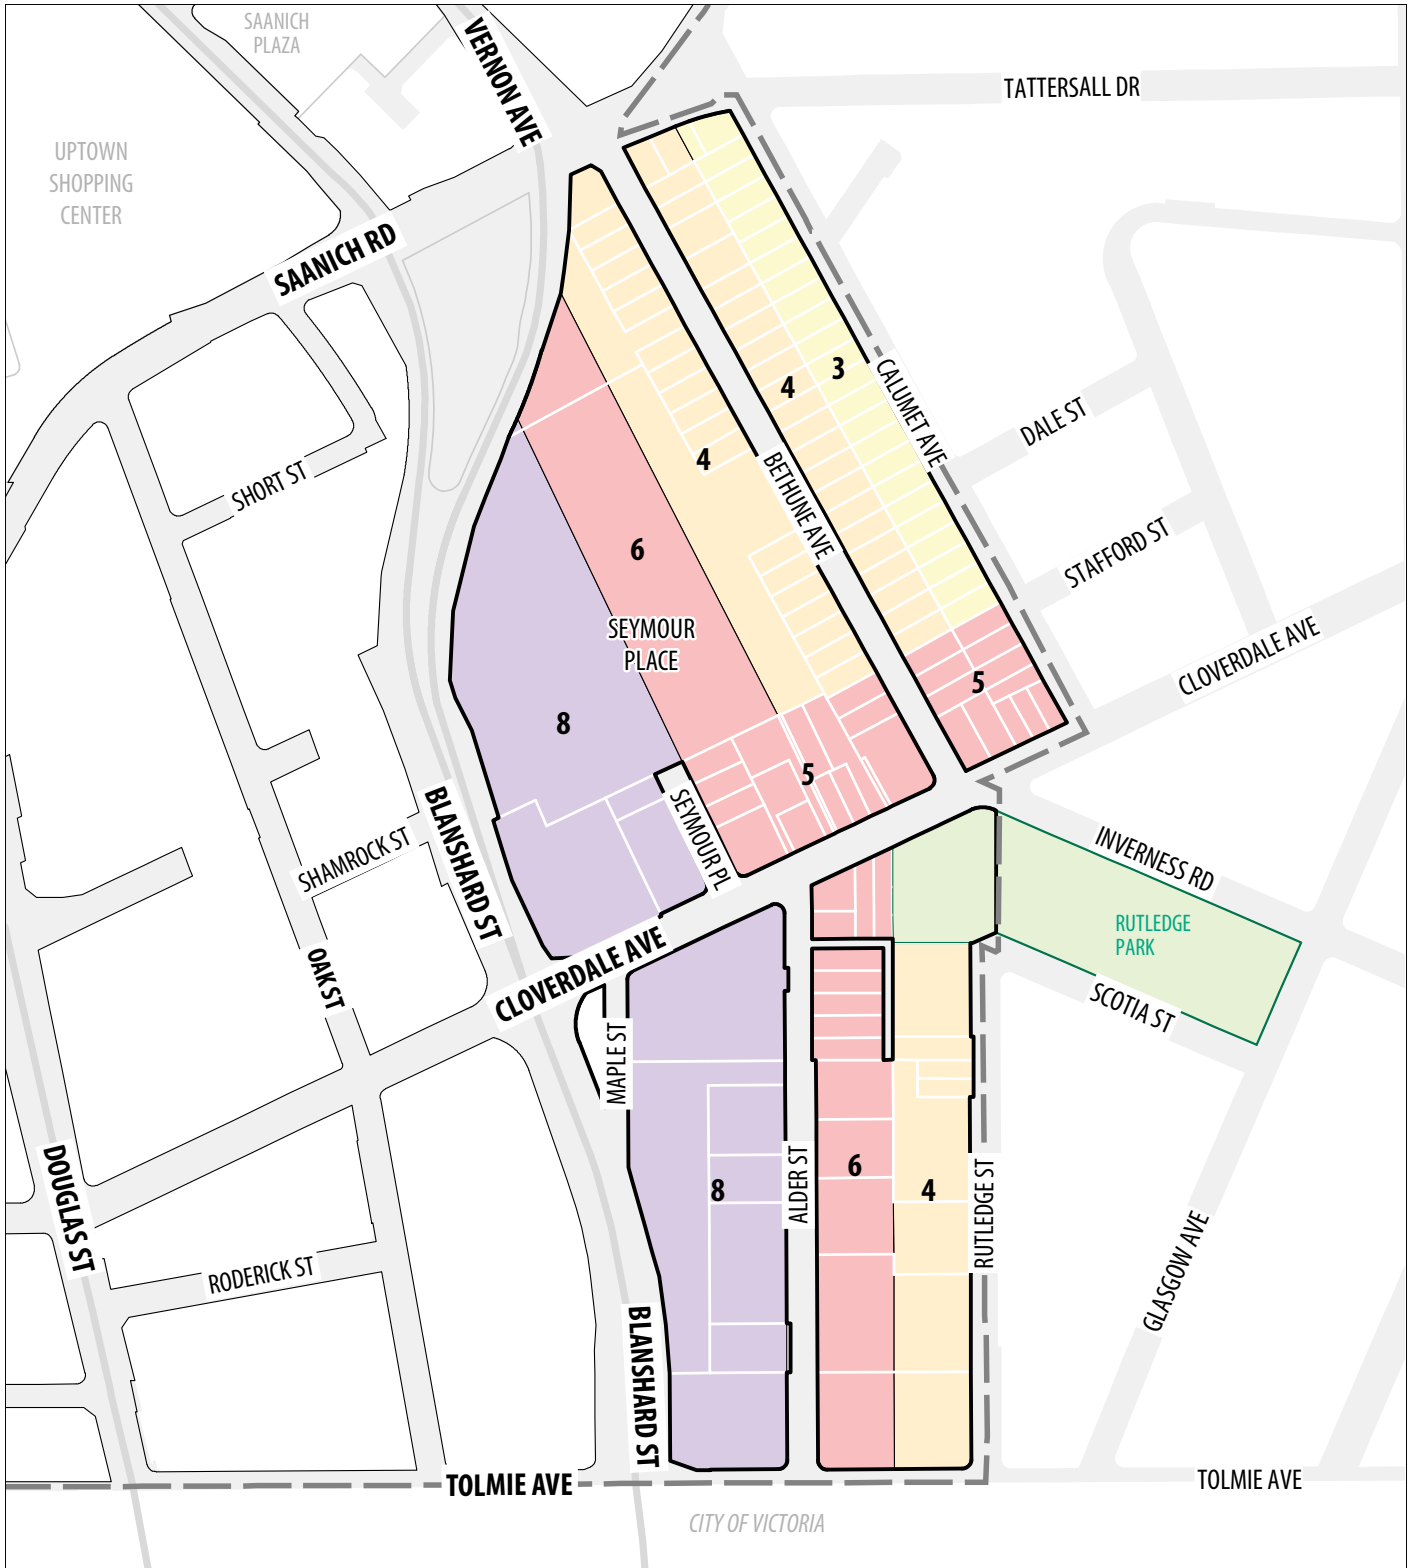 SAANICH
PLAZA
VERNON AVE
TATTERSALL DR
UPTOWN
SHOPPING
CENTER
SAANICH RD
3
4
CALUMET AVE
DALE ST
4
BETHUNE AVE
SHORT ST
6
STAFFORD ST
SEYMOUR
PLACE
CLOVERDALE AVE
5
8
5
SEYMOUR PL
BLANSHARD ST
SHAMROCK ST
INVERNESS RD
RUTLEDGE
PARK
CLOVERDALE AVE
OAK ST
SCOTIA ST
MAPLE ST
DOUGLAS ST
6
8
4
ALDER ST
RUTLEDGE ST
RODERICK ST
GLASGOW AVE
BLANSHARD ST
TOLMIE AVE
TOLMIE AVE
CITY OF VICTORIA